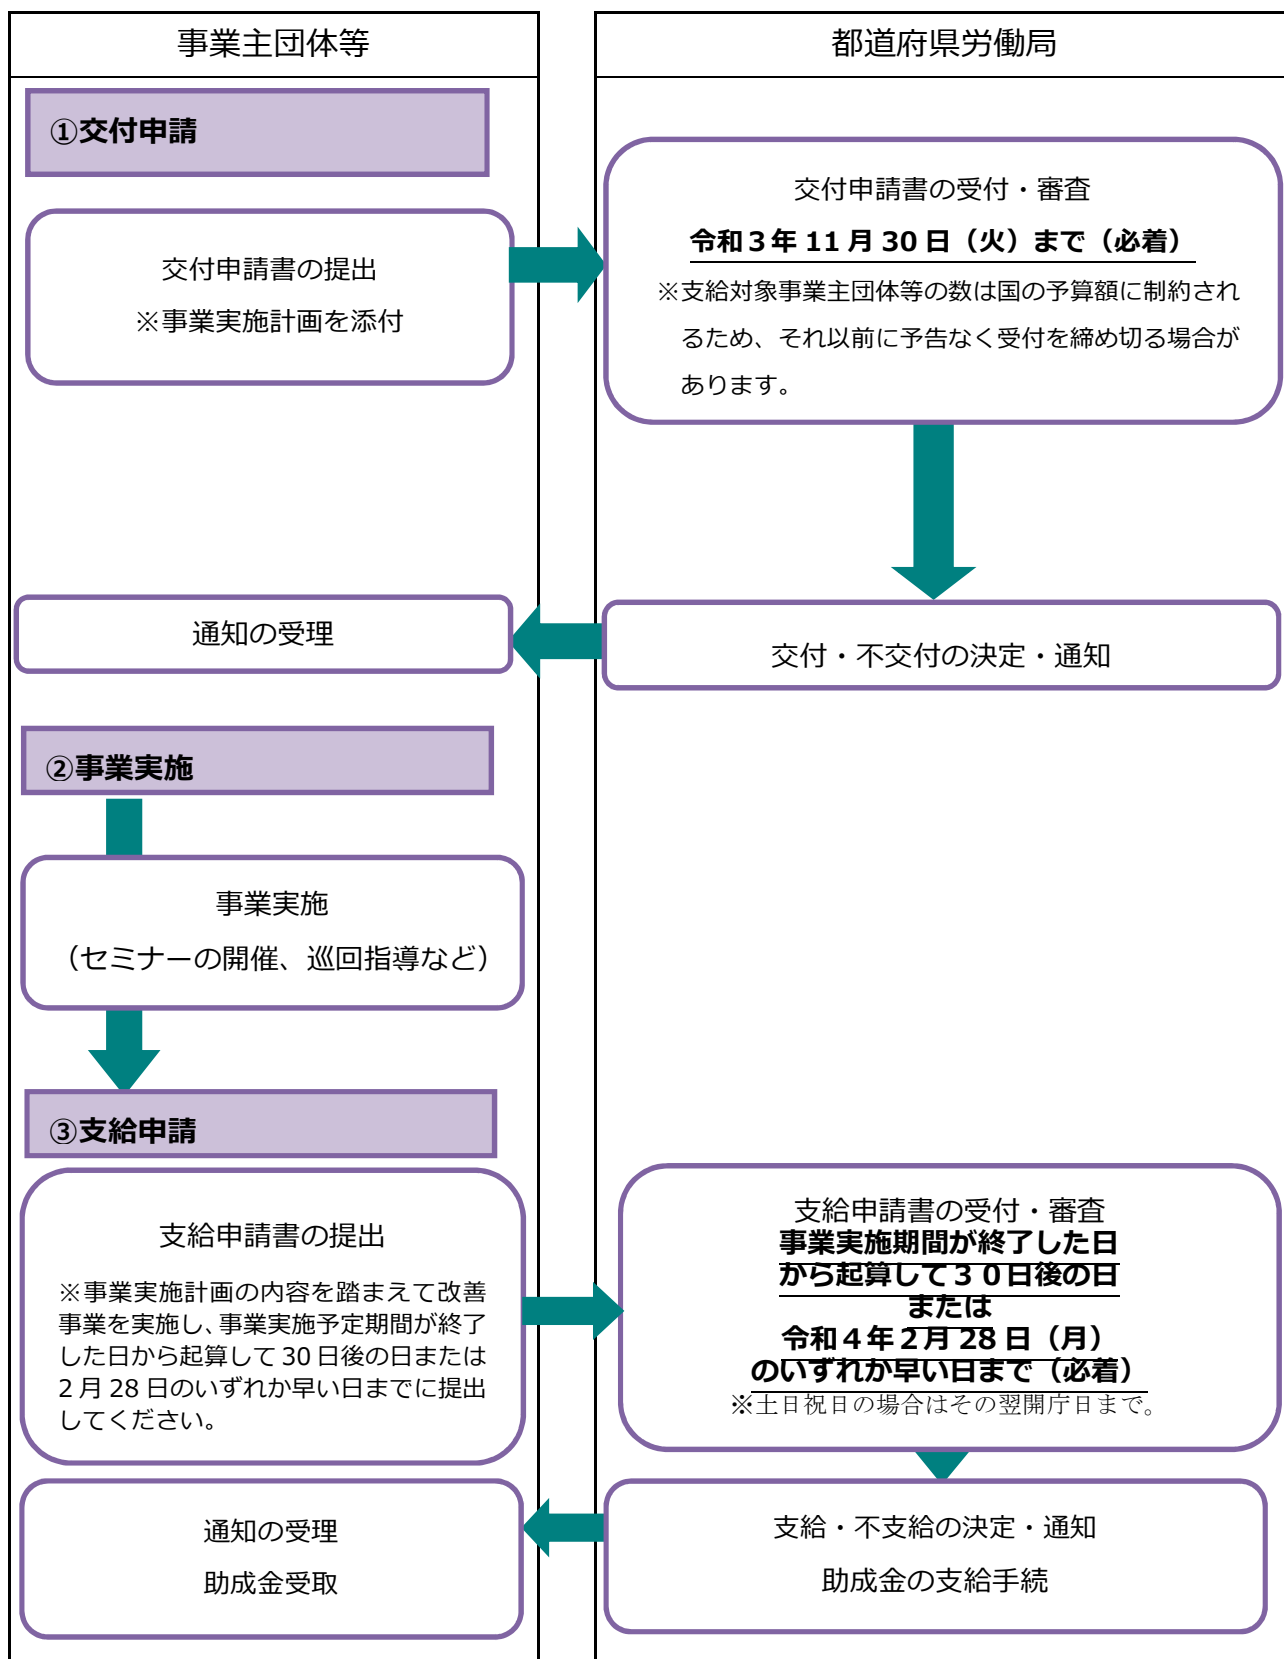 事業主団体等
都道府県労働局
①交付申請
交付申請書の提出
※事業実施計画を添付
交付申請書の受付・審査
令和３年 11 月 30 日（火）まで（必着）
※支給対象事業主団体等の数は国の予算額に制約され
るため、それ以前に予告なく受付を締め切る場合が
あります。
通知の受理
交付・不交付の決定・通知
②事業実施
事業実施
（セミナーの開催、巡回指導など）
③支給申請
支給申請書の提出
※事業実施計画の内容を踏まえて改善
事業を実施し、事業実施予定期間が終了
した日から起算して 30 日後の日または
2 月 28 日のいずれか早い日までに提出
してください。
支給申請書の受付・審査
事業実施期間が終了した日
から起算して３０日後の日
または
令和４年２月 28 日（月）
のいずれか早い日まで（必着）
※土日祝日の場合はその翌開庁日まで。
通知の受理
助成金受取
支給・不支給の決定・通知
助成金の支給手続